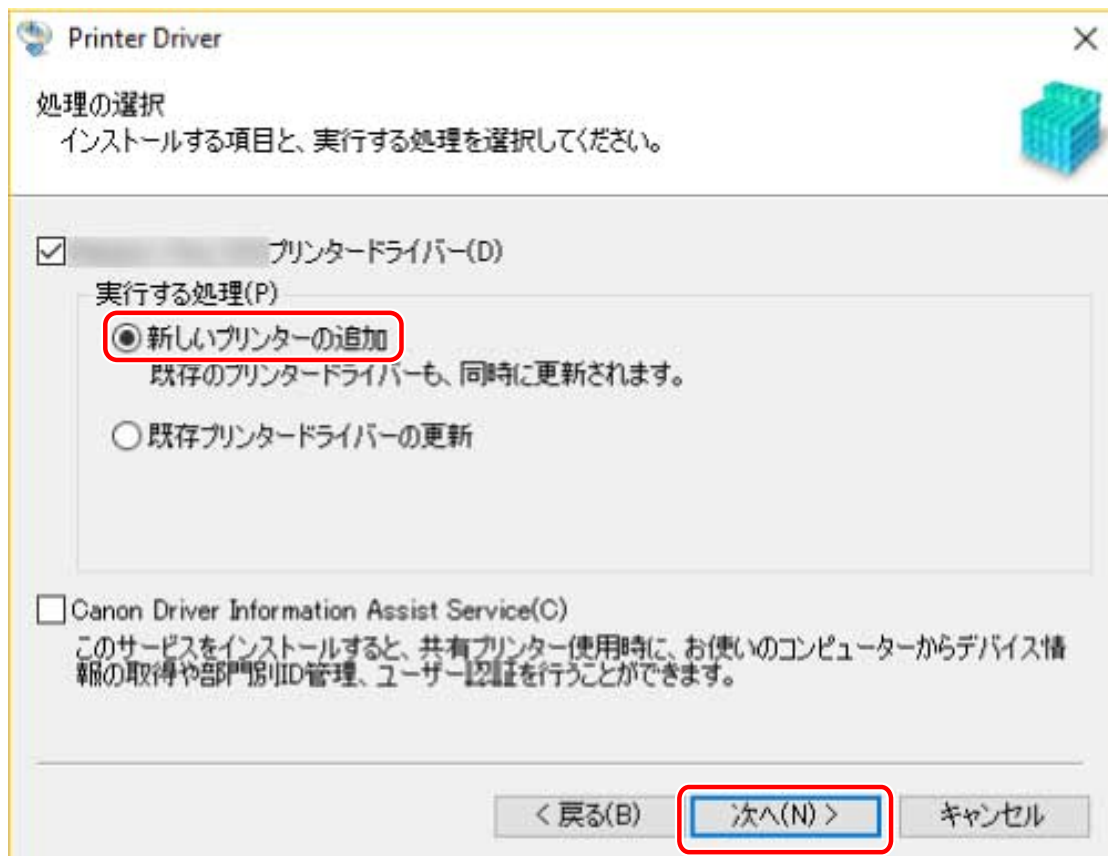 Printer Driver
処理の選択
インストールする項目と、実行する処理を選択してください。
プリンタードライバー(D)
実行する処理(P)
新しいプリンターの追加
既存のプリンタードライバーも、同時に更新されます。
既存プリンタードライバーの更新
Canon Driver Information Assist Service(C)
このサービスをインストールすると、共有プリンター使用時に、お使いのコンピューターからデバイス情
報の取得や部門別ID管理、ユーザー認証を行うことができます。
< 戻る(B)
次へ(N) >
キャンセル